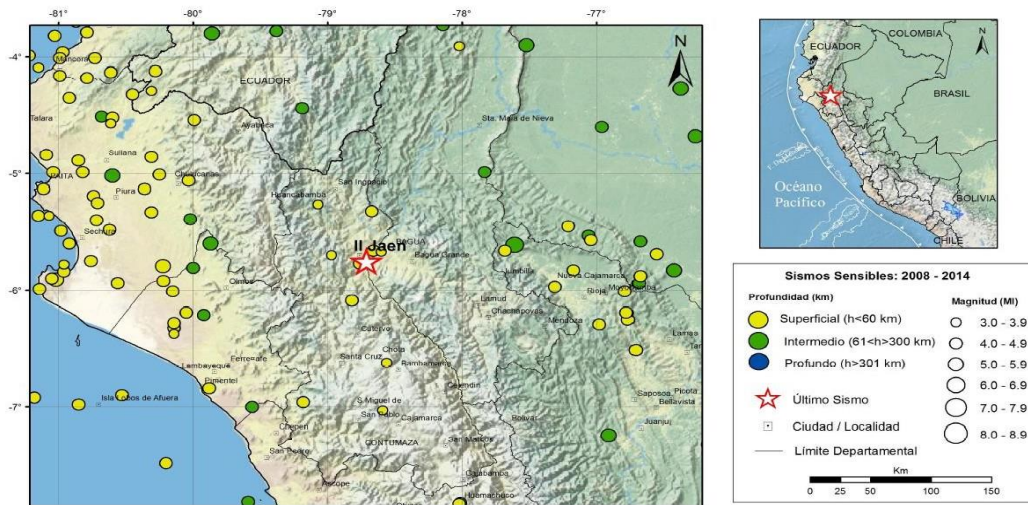 -81°
-80°
-79°
-78°
-77°
-4°
-5°
-6°
-7°
N
ECUADOR
Máncora
Talara
Ayabaca
Sta. Maria de Nieva
Sullana
PAITA
Chulucanas
Piura
Huancabamba
San Ingnacio
Sechura
II Jaen
BAGUA
Bagua Grande
Jumbilla
Nueva Cajamarca
Moyobamba
Rioja
Olmos
Lamud
Chachapoyas
Mendoza
Cutervo
Lamas
Chota
Ferreñafe
Santa Cruz
Bambamarca
Lambayeque
Pimentel
Celendin
Saposoa
Picota
Bellavista
Isla Lobos de Afuera
S Miguel de
San Pablo
Cajamarca
Bolivar
Juanjui
Chepen
CONTUMAZA
San Marcos
San Pedro
Cajabamba
Ascope
Huamachuco
ECUADOR
COLOMBIA
N
BRASIL
Océano
Pacífico
BOLIVIA
CHILE
Sismos Sensibles: 2008 - 2014
Profundidad (km)
Magnitud (Ml)
Superficial (h<60 km)
Intermedio (61<h>300 km)
Profundo (h>301 km)
Último Sismo
Ciudad / Localidad
Límite Departamental
3.0 - 3.9
4.0 - 4.9
5.0 - 5.9
6.0 - 6.9
7.0 - 7.9
8.0 - 8.9
Km
0 25 50 100 150